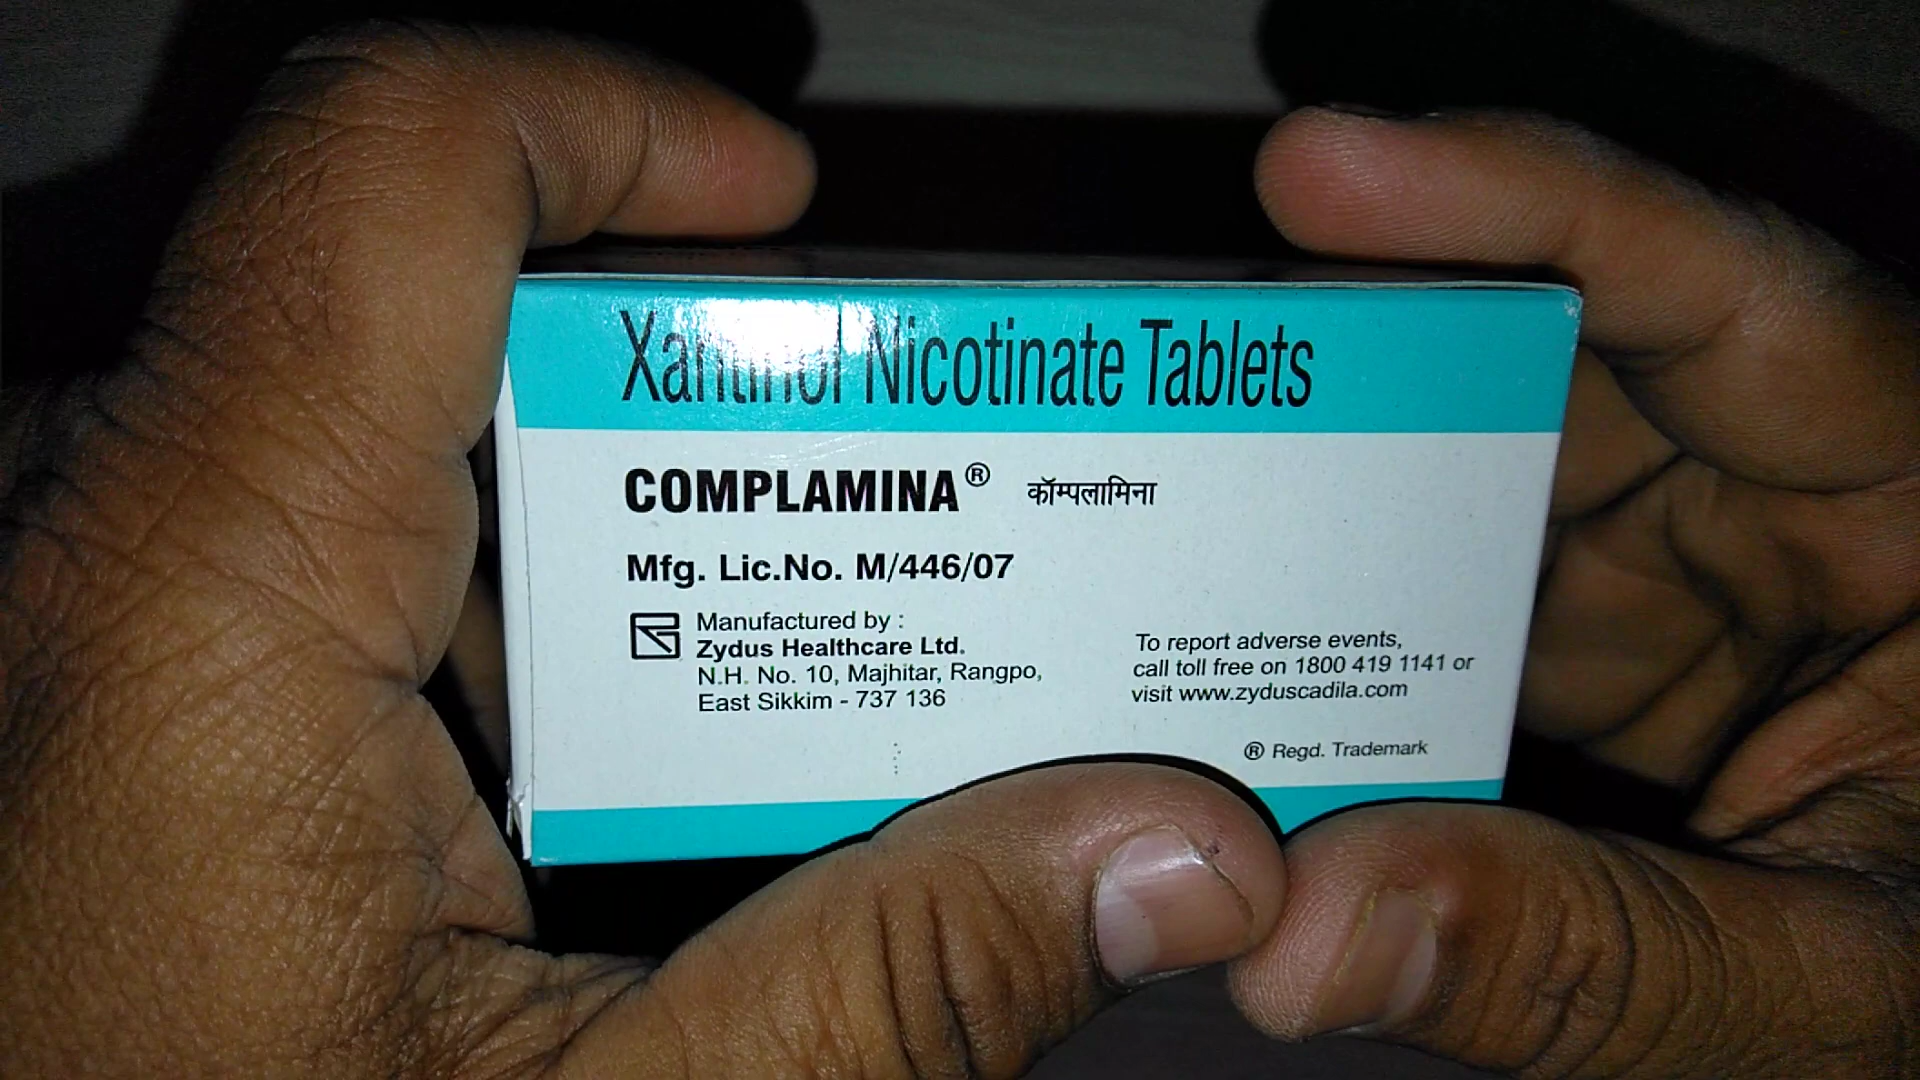 Xantinol Nicotinate Tablets
COMPLAMINA® कॉम्पलामिना
Mfg. Lic.No. M/446/07
Manufactured by :
Zydus Healthcare Ltd.
N.H. No. 10, Majhitar, Rangpo,
East Sikkim - 737 136
To report adverse events,
call toll free on 1800 419 1141 or
visit www.zyduscadila.com
® Regd. Trademark